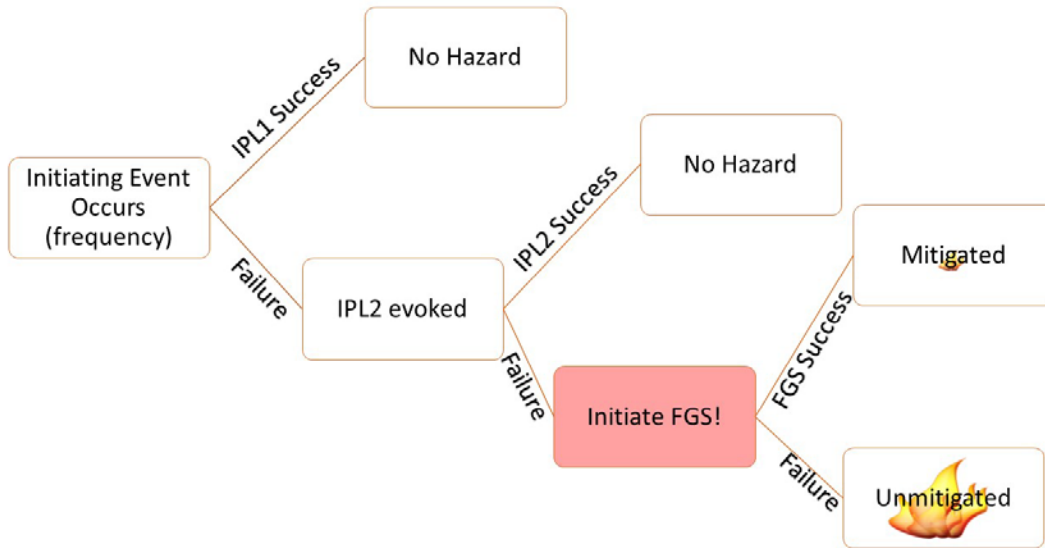 No Hazard
IPL1 Success
Initiating Event
Occurs
(frequency)
Failure
No Hazard
IPL2 Success
IPL2 evoked
Failure
Mitigated
FGS Success
Initiate FGS!
Failure
Unmitigated